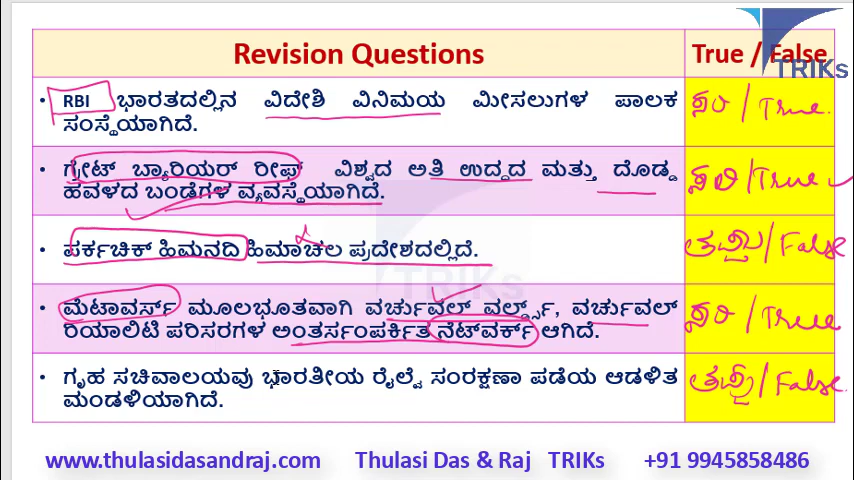 Revision Questions True / False
TRIKs
• RBI ಭಾರತದಲ್ಲಿನ ವಿದೇಶಿ ವಿನಿಮಯ ಮೀಸಲುಗಳ ಪಾಲಕ
ಸಂಸ್ಥೆಯಾಗಿದೆ.
ಸರಿ / True.
• ಗ್ರೇಟ್ ಬ್ಯಾರಿಯರ್ ರೀಫ್ ವಿಶ್ವದ ಅತಿ ಉದ್ದದ ಮತ್ತು ದೊಡ್ಡ
ಹವಳದ ಬಂಡೆಗಳ ವ್ಯವಸ್ಥೆಯಾಗಿದೆ.
ಸರಿ / True
• ಪರ್ಕಚಿಕ್ ಹಿಮನದಿ ಹಿಮಾಚಲ ಪ್ರದೇಶದಲ್ಲಿದೆ.
ತಪ್ಪು / False
TRIKs
• ಮೆಟಾವರ್ಸ್ ಮೂಲಭೂತವಾಗಿ ವರ್ಚುವಲ್ ವರ್ಲ್ಡ್ಸ್, ವರ್ಚುವಲ್
ರಿಯಾಲಿಟಿ ಪರಿಸರಗಳ ಅಂತರ್ಸಂಪರ್ಕಿತ ನೆಟ್‌ವರ್ಕ್ ಆಗಿದೆ.
ಸರಿ / True
• ಗೃಹ ಸಚಿವಾಲಯವು ಭಾರತೀಯ ರೈಲ್ವೆ ಸಂರಕ್ಷಣಾ ಪಡೆಯ ಆಡಳಿತ
ಮಂಡಳಿಯಾಗಿದೆ.
ತಪ್ಪು / False.
www.thulasidasandraj.com Thulasi Das & Raj TRIKs +91 9945858486